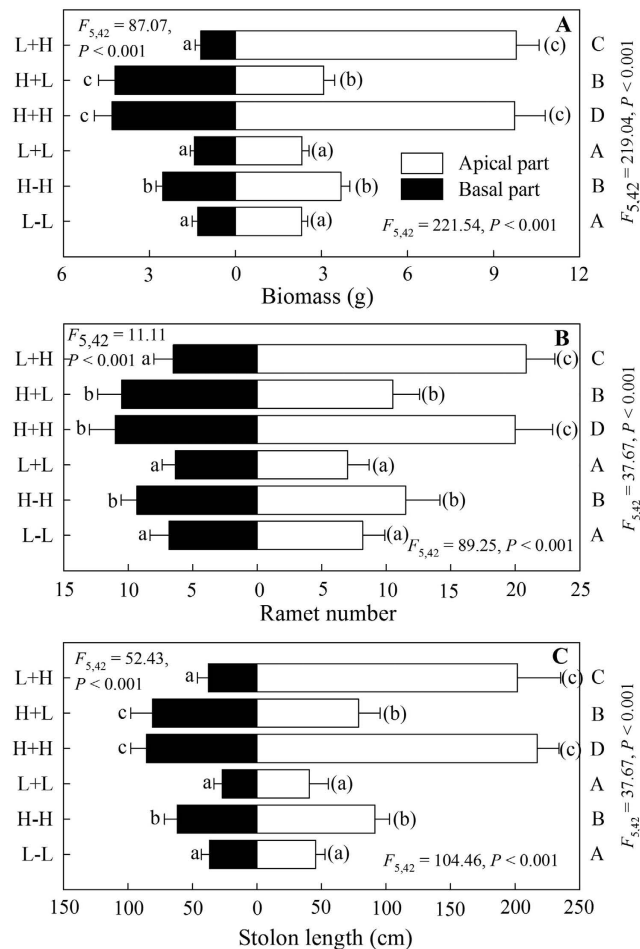 F5,42 = 87.07,
P < 0.001
A
L+H a (c) C
H+L c (b) B
H+H c (c) D
L+L a (a) A
H-H b (b) B
L-L a (a) A
Apical part
Basal part
F5,42 = 221.54, P < 0.001
F5,42 = 219.04, P < 0.001
6 3 0 3 6 9 12
Biomass (g)
F5,42 = 11.11
P < 0.001
B
L+H a (c) C
H+L b (b) B
H+H b (c) D
L+L a (a) A
H-H b (b) B
L-L a (a) A
F5,42 = 89.25, P < 0.001
F5,42 = 37.67, P < 0.001
15 10 5 0 5 10 15 20 25
Ramet number
F5,42 = 52.43,
P < 0.001
C
L+H a (c) C
H+L c (b) B
H+H c (c) D
L+L a (a) A
H-H b (b) B
L-L a (a) A
F5,42 = 104.46, P < 0.001
F5,42 = 37.67, P < 0.001
150 100 50 0 50 100 150 200 250
Stolon length (cm)